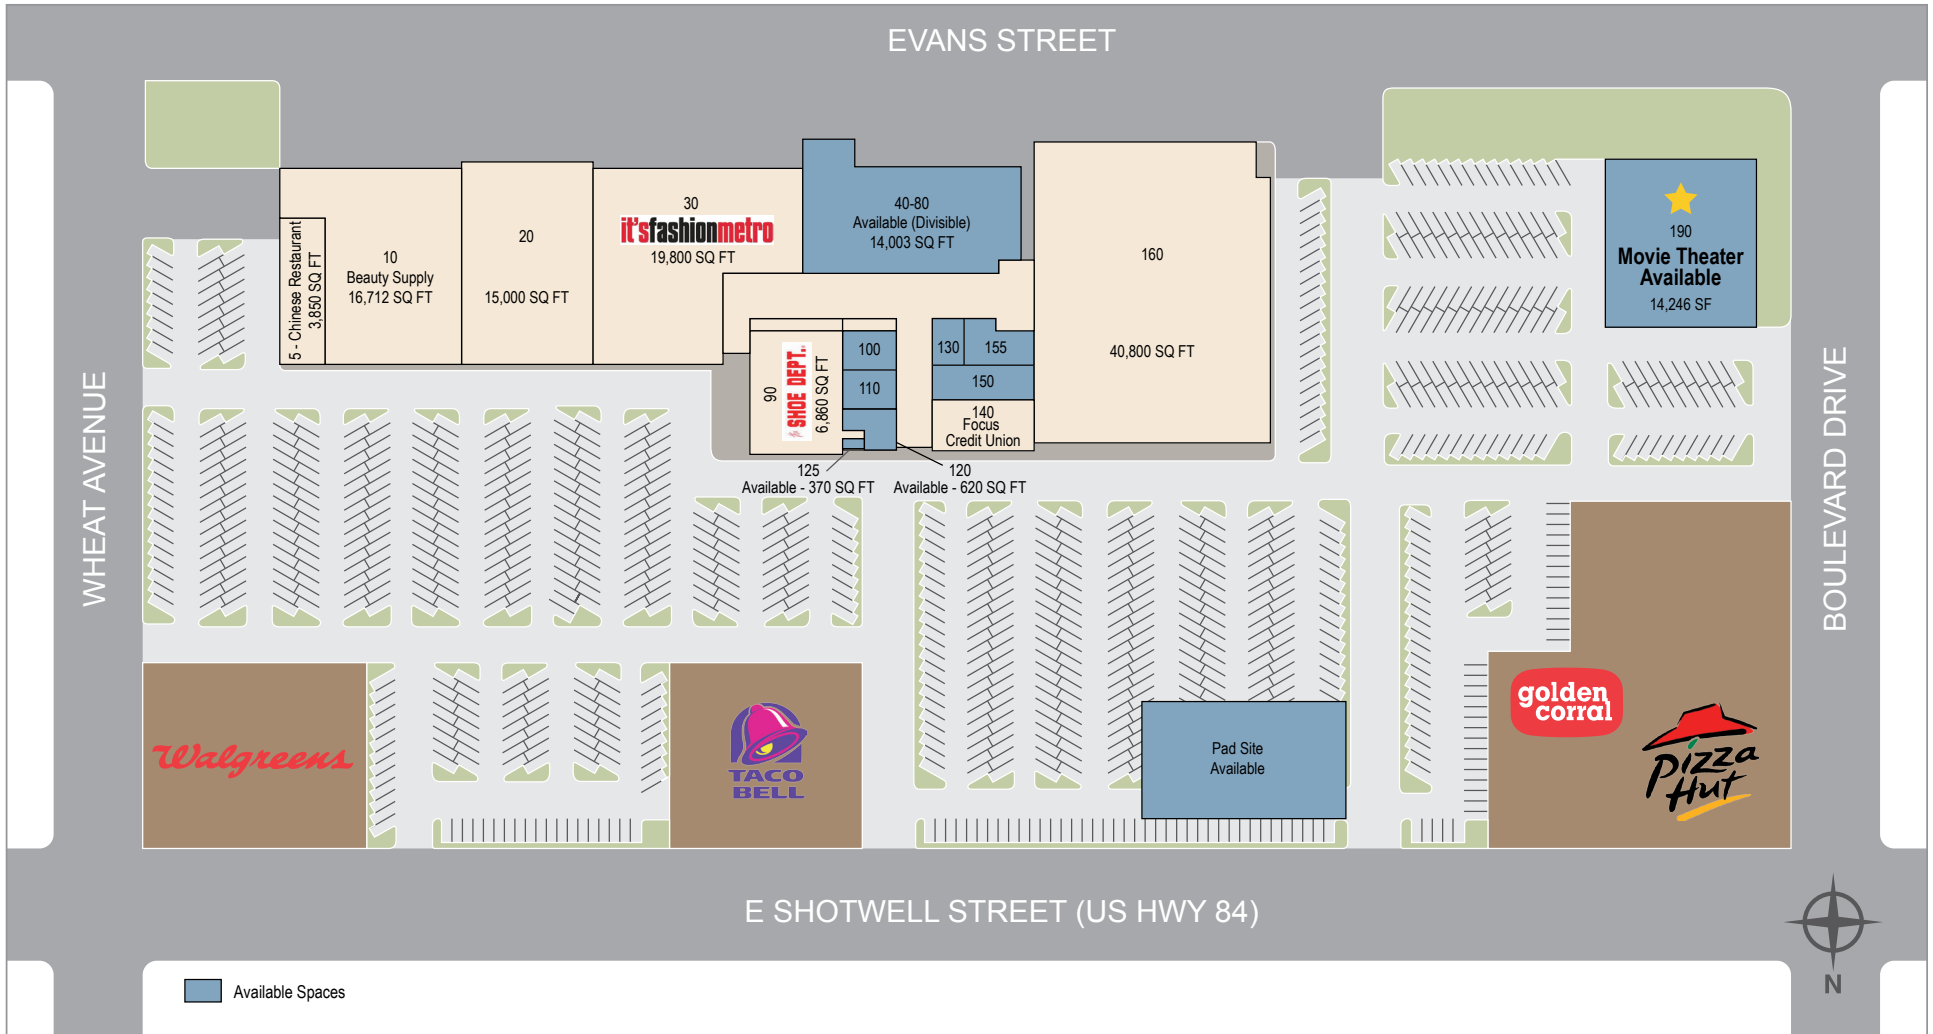 EVANS STREET
WHEAT AVENUE
BOULEVARD DRIVE
5 - Chinese Restaurant
3,850 SQ FT
10
Beauty Supply
16,712 SQ FT
20
15,000 SQ FT
30
it'sfashionmetro
19,800 SQ FT
40-80
Available (Divisible)
14,003 SQ FT
160
40,800 SQ FT
190
Movie Theater
Available
14,246 SF
90
SHOE DEPT.
6,860 SQ FT
100
110
130
155
150
140
Focus
Credit Union
125
Available - 370 SQ FT
120
Available - 620 SQ FT
Walgreens
TACO
BELL
Pad Site
Available
golden
corral
Pizza
Hut
E SHOTWELL STREET (US HWY 84)
N
Available Spaces